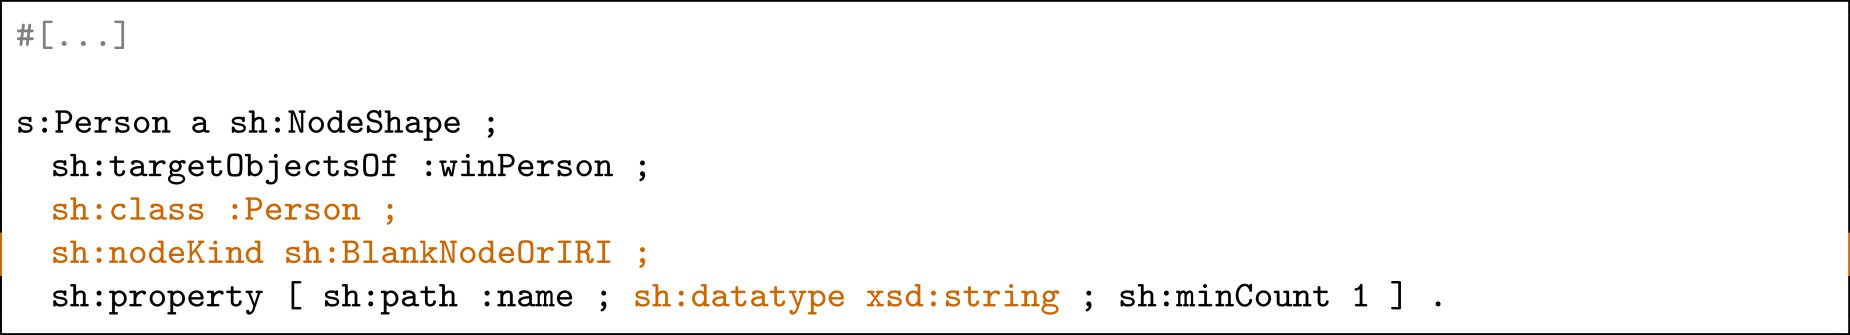 #[...]
s:Person a sh:NodeShape ;
sh:targetObjectsOf :winPerson ;
sh:class :Person ;
sh:nodeKind sh:BlankNodeOrIRI ;
sh:property [ sh:path :name ; sh:datatype xsd:string ; sh:minCount 1 ] .